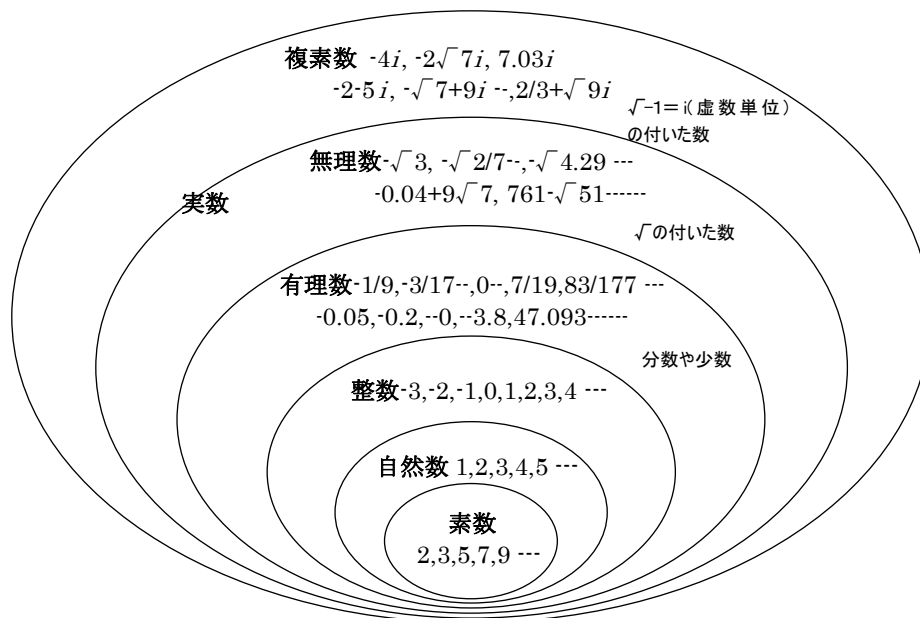 複素数 -4i, -2√7i, 7.03i
-2-5i, -√7+9i --,2/3+√9i
√-1=i(虚数単位)
の付いた数
無理数-√3, -√2/7--,-√4.29 ---
-0.04+9√7, 761-√51------
実数
√の付いた数
有理数-1/9,-3/17--,0--,7/19,83/177 ---
-0.05,-0.2,--0,--3.8,47.093------
分数や少数
整数-3,-2,-1,0,1,2,3,4 ---
自然数 1,2,3,4,5 ---
素数
2,3,5,7,9 ---